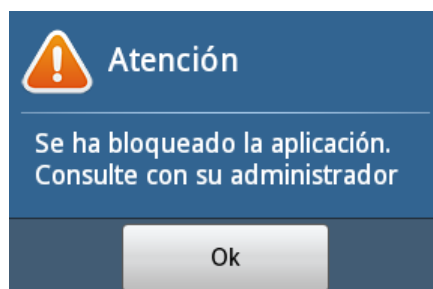 Atención
Se ha bloqueado la aplicación.
Consulte con su administrador
Ok